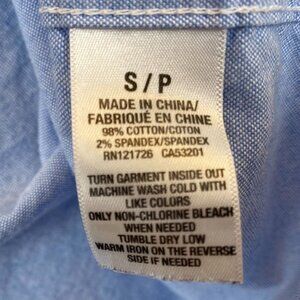 S/P
MADE IN CHINA/
FABRIQUÉ EN CHINE
98% COTTON/COTON
2% SPANDEX/SPANDEX
RN121726 CA53201
TURN GARMENT INSIDE OUT
MACHINE WASH COLD WITH
LIKE COLORS
ONLY NON-CHLORINE BLEACH
WHEN NEEDED
TUMBLE DRY LOW
WARM IRON ON THE REVERSE
SIDE IF NEEDED